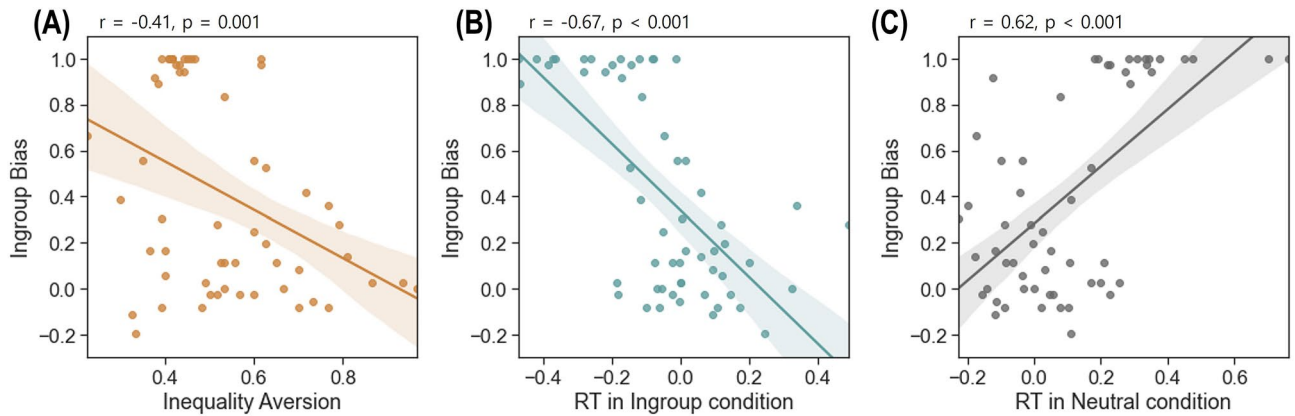 (A) r = -0.41, p = 0.001
Ingroup Bias
1.0
0.8
0.6
0.4
0.2
0.0
−0.2
0.4 0.6 0.8
Inequality Aversion
(B) r = -0.67, p < 0.001
Ingroup Bias
1.0
0.8
0.6
0.4
0.2
0.0
−0.2
−0.4 −0.2 0.0 0.2 0.4
RT in Ingroup condition
(C) r = 0.62, p < 0.001
Ingroup Bias
1.0
0.8
0.6
0.4
0.2
0.0
−0.2
−0.2 0.0 0.2 0.4 0.6
RT in Neutral condition